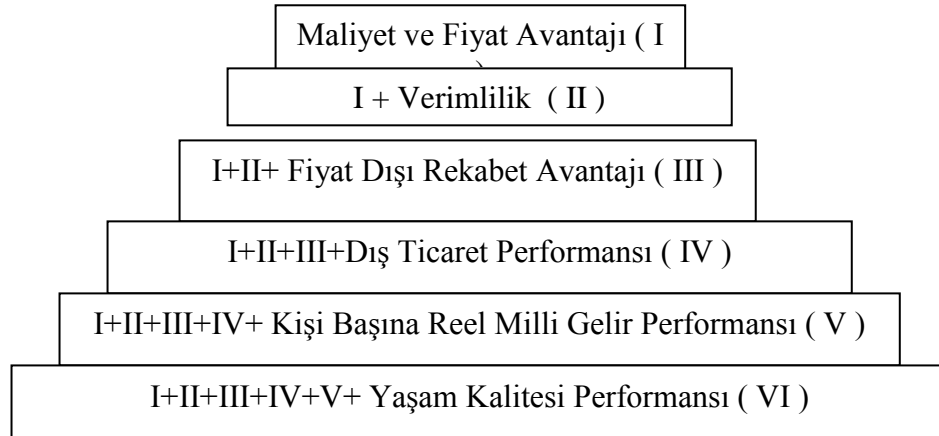 Maliyet ve Fiyat Avantajı ( I
)
I + Verimlilik ( II )
I+II+ Fiyat Dışı Rekabet Avantajı ( III )
I+II+III+Dış Ticaret Performansı ( IV )
I+II+III+IV+ Kişi Başına Reel Milli Gelir Performansı ( V )
I+II+III+IV+V+ Yaşam Kalitesi Performansı ( VI )